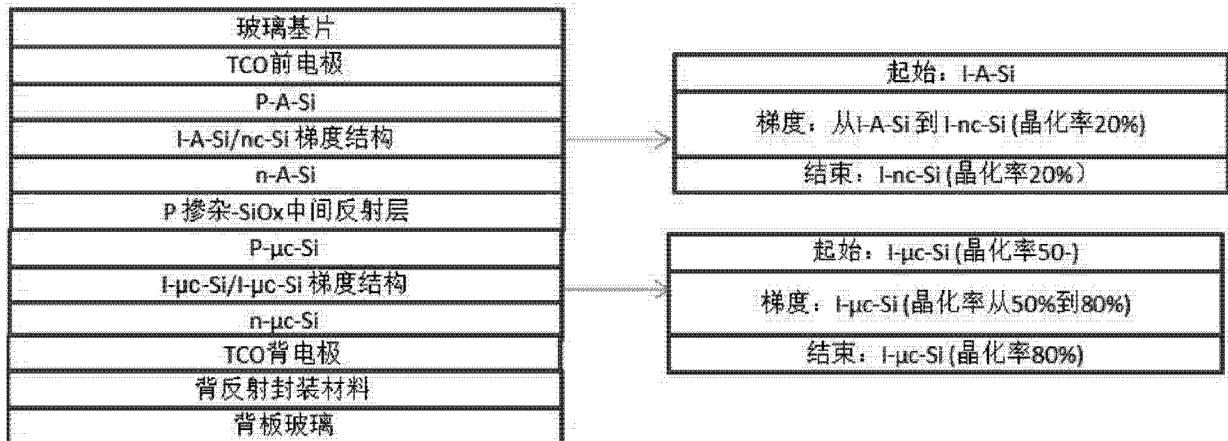 玻璃基片
TCO前电极
P-A-Si
I-A-Si/nc-Si 梯度结构
n-A-Si
P 掺杂-SiOx中间反射层
P-μc-Si
I-μc-Si/I-μc-Si 梯度结构
n-μc-Si
TCO背电极
背反射封装材料
背板玻璃
起始：I-A-Si
梯度：从I-A-Si 到 I-nc-Si (晶化率20%)
结束：I-nc-Si (晶化率20%）
起始：I-μc-Si (晶化率50-)
梯度：I-μc-Si (晶化率从50%到80%)
结束：I-μc-Si (晶化率80%)